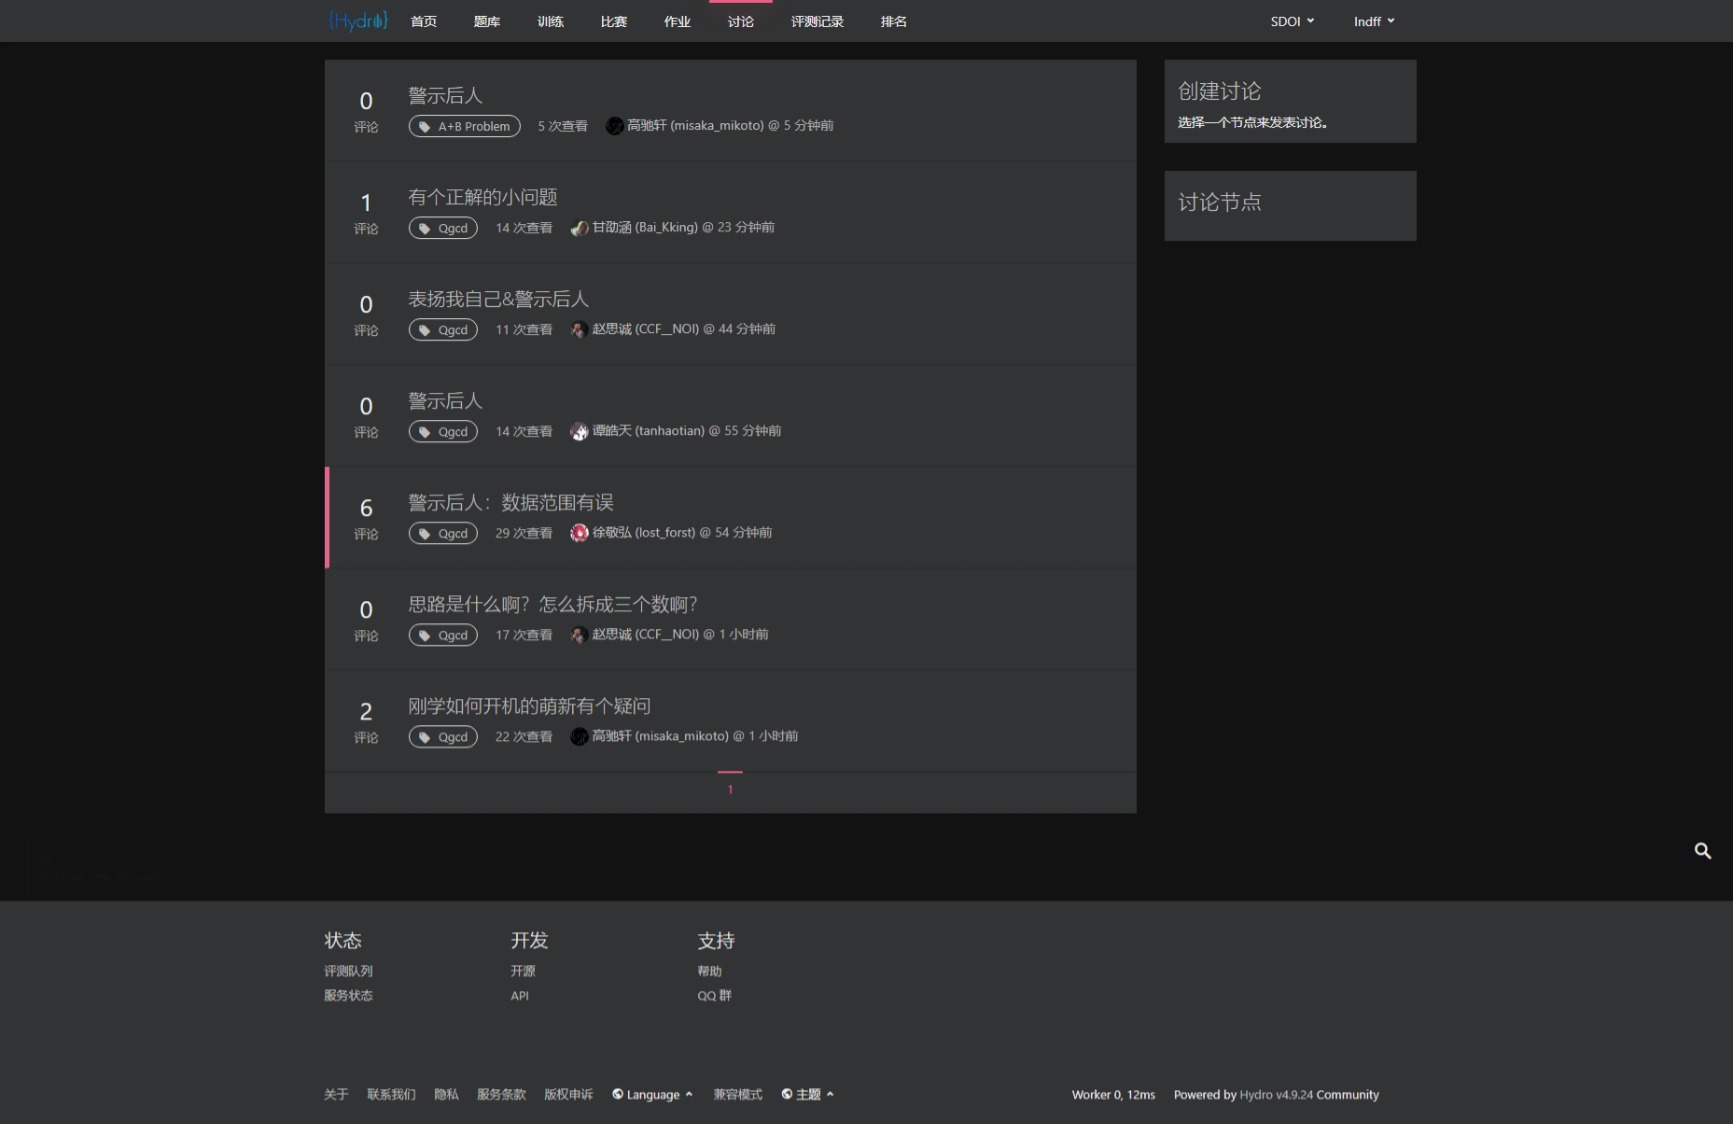 {Hydro} 首页 题库 训练 比赛 作业 讨论 评测记录 排名 SDOI lndff
0
评论
警示后人
A+B Problem 5 次查看 高驰轩 (misaka_mikoto) @ 5 分钟前
1
评论
有个正解的小问题
Qgcd 14 次查看 甘劭涵 (Bai_Kking) @ 23 分钟前
0
评论
表扬我自己&警示后人
Qgcd 11 次查看 赵思诚 (CCF__NOI) @ 44 分钟前
0
评论
警示后人
Qgcd 14 次查看 谭皓天 (tanhaotian) @ 55 分钟前
6
评论
警示后人：数据范围有误
Qgcd 29 次查看 徐敬弘 (lost_forst) @ 54 分钟前
0
评论
思路是什么啊？怎么拆成三个数啊？
Qgcd 17 次查看 赵思诚 (CCF__NOI) @ 1 小时前
2
评论
刚学如何开机的萌新有个疑问
Qgcd 22 次查看 高驰轩 (misaka_mikoto) @ 1 小时前
1
创建讨论
选择一个节点来发表讨论。
讨论节点
状态
评测队列
服务状态
开发
开源
API
支持
帮助
QQ 群
关于 联系我们 隐私 服务条款 版权申诉 Language 兼容模式 主题 Worker 0, 12ms Powered by Hydro v4.9.24 Community